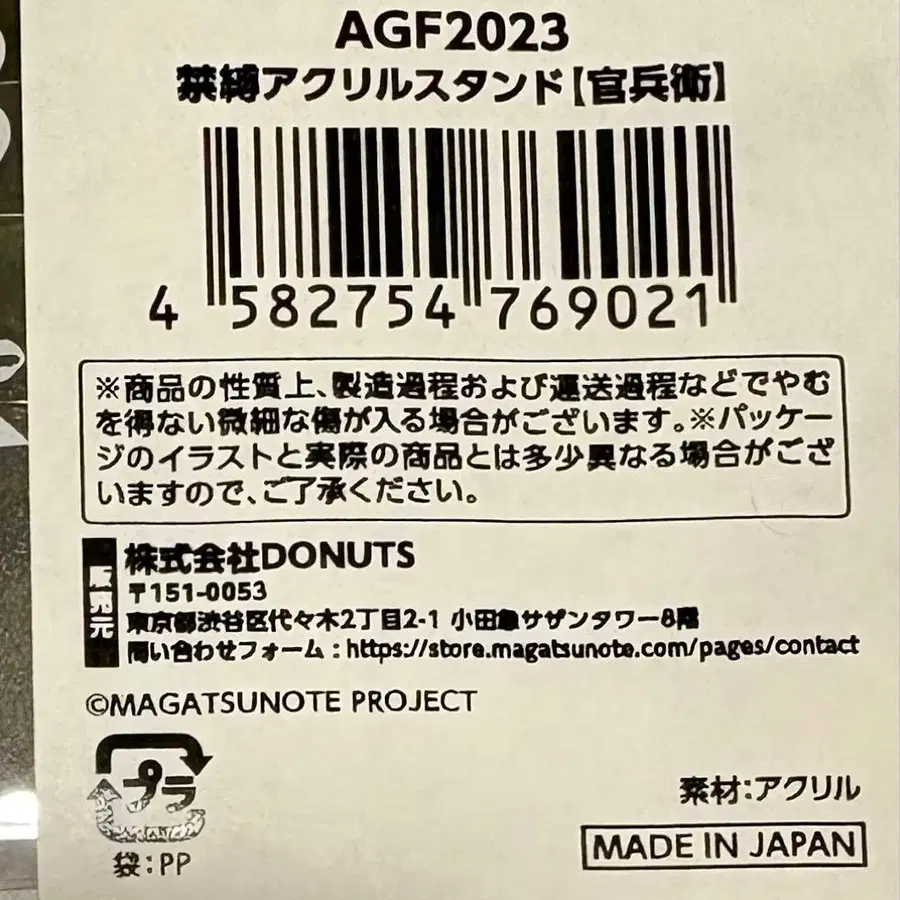 AGF2023
禁縛アクリルスタンド【官兵衛】
4 582754 769021
※商品の性質上、製造過程および運送過程などでやむ
を得ない微細な傷が入る場合がございます。※パッケー
ジのイラストと実際の商品とは多少異なる場合がござ
いますので、ご了承ください。
販売元
株式会社DONUTS
〒151-0053
東京都渋谷区代々木2丁目2-1 小田急サザンタワー8階
問い合わせフォーム：https://store.magatsunote.com/pages/contact
©MAGATSUNOTE PROJECT
プラ
袋：PP
素材：アクリル
MADE IN JAPAN